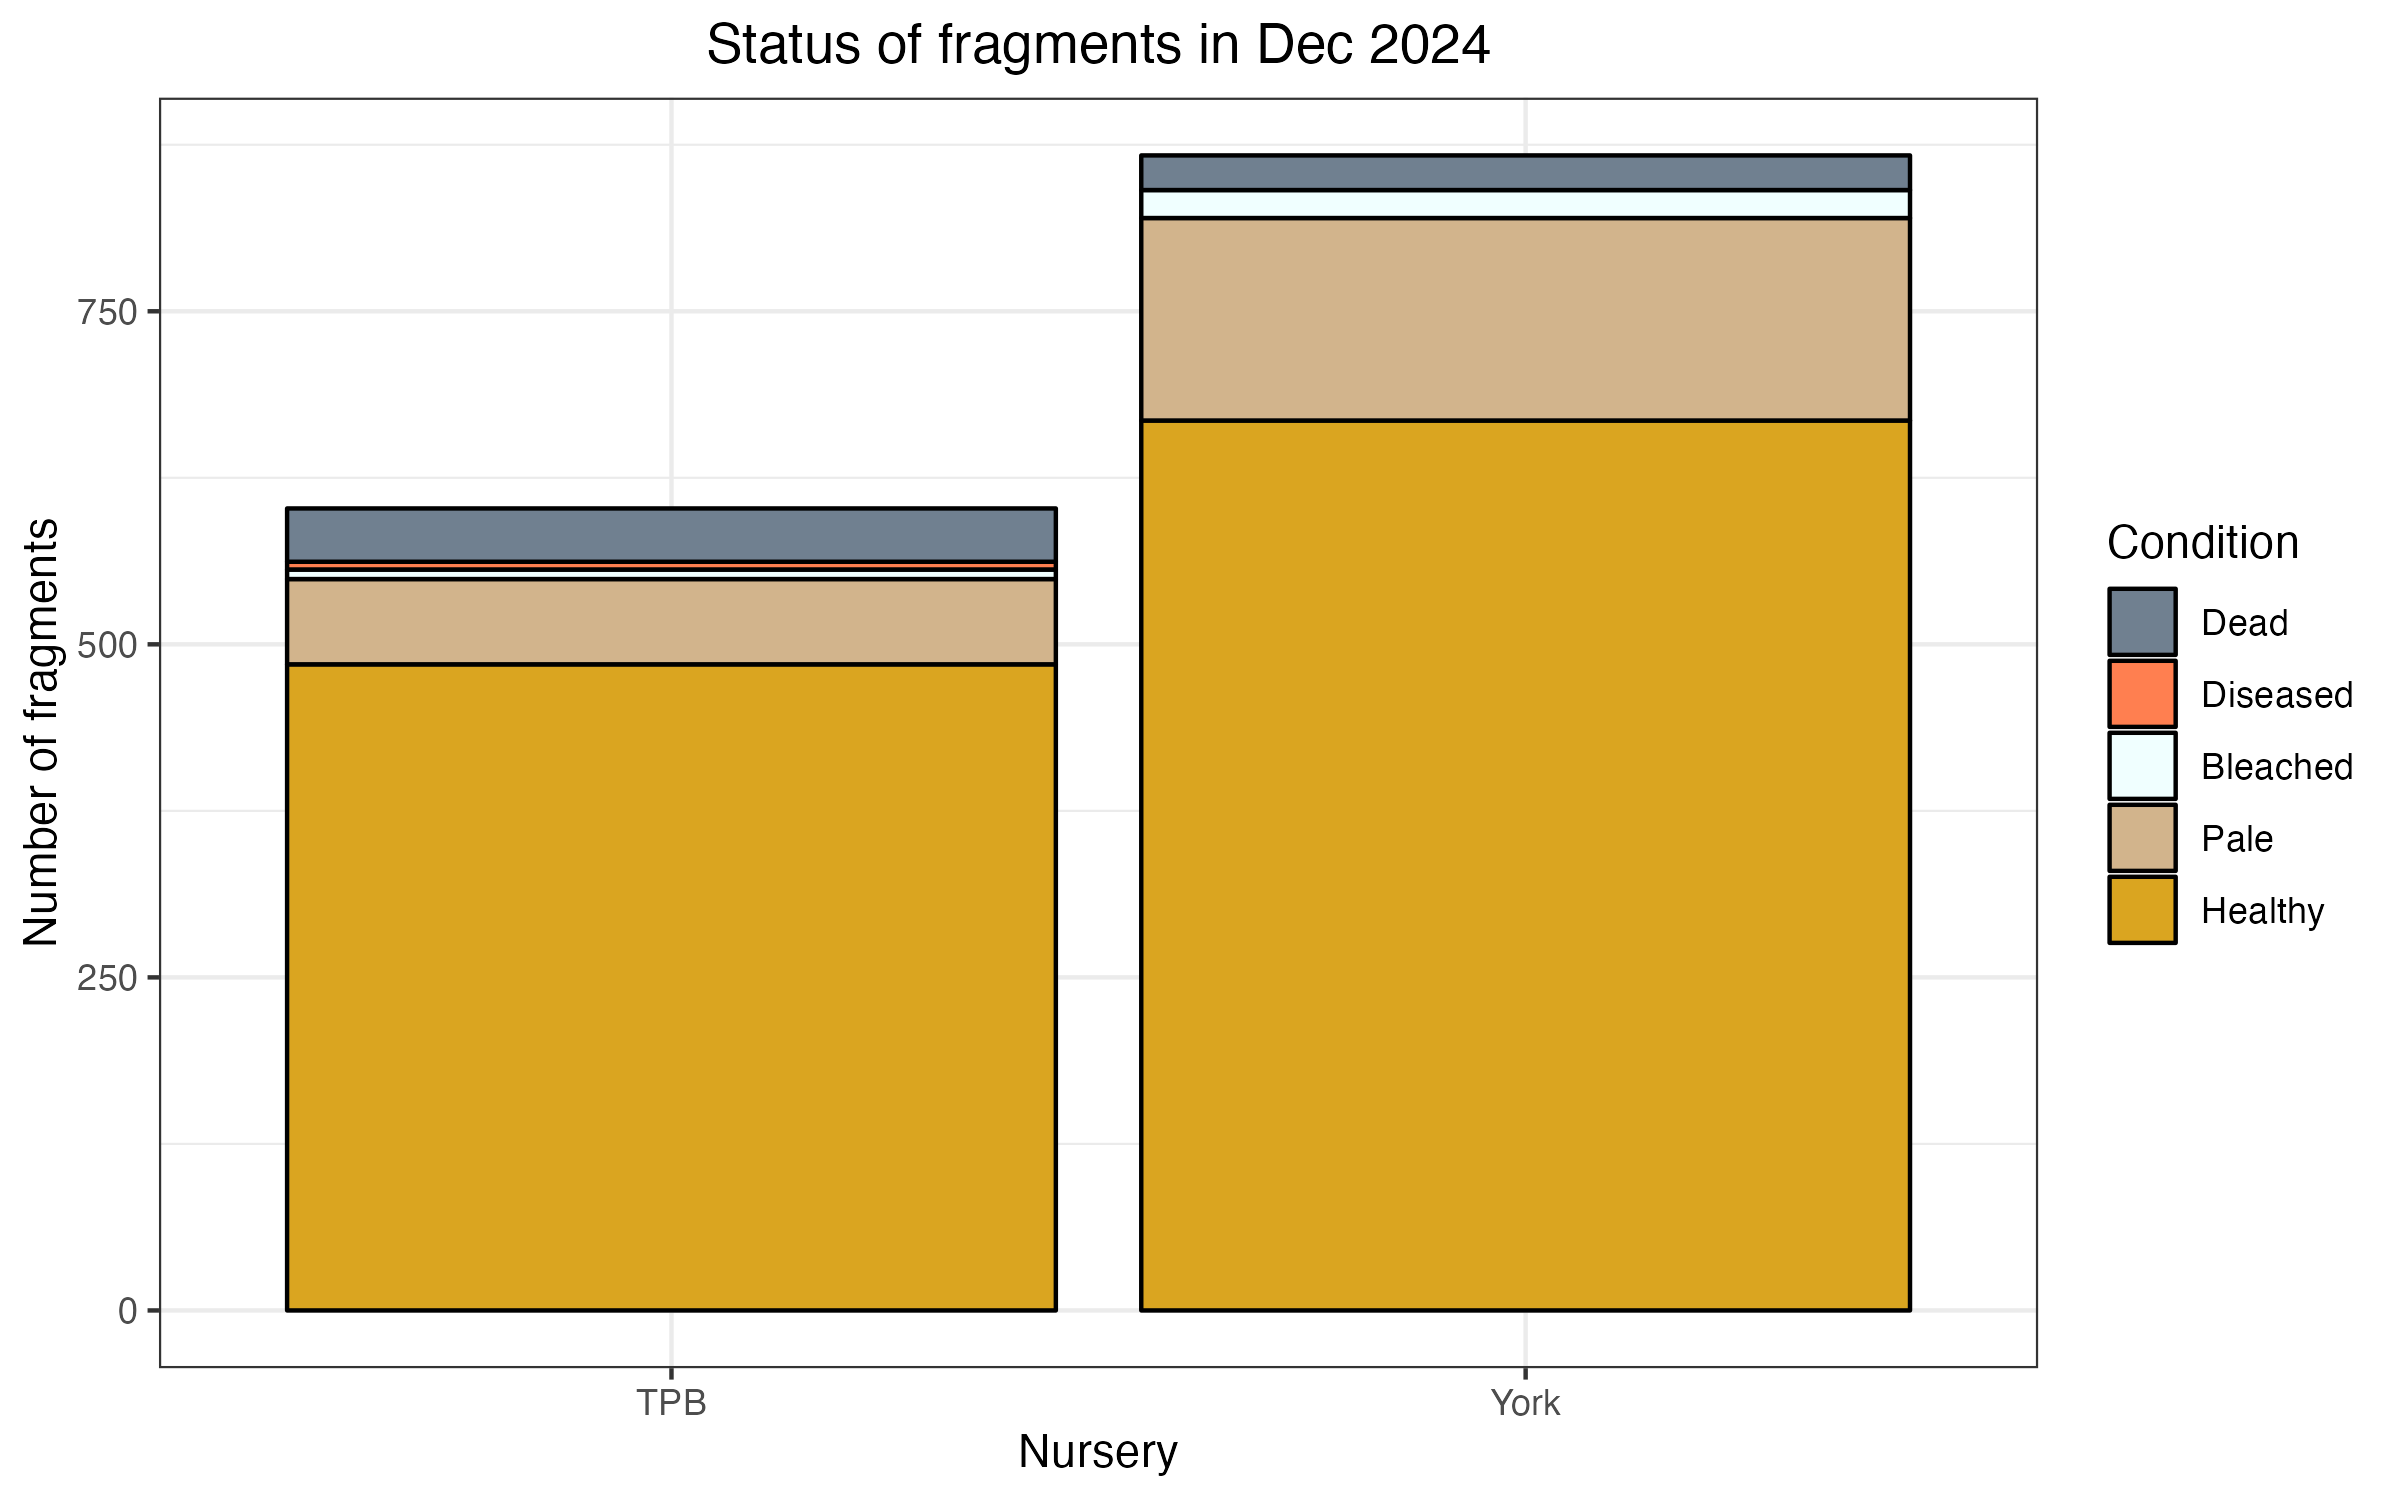 Status of fragments in Dec 2024
Number of fragments
750
500
250
0
TPB
York
Nursery
Condition
Dead
Diseased
Bleached
Pale
Healthy